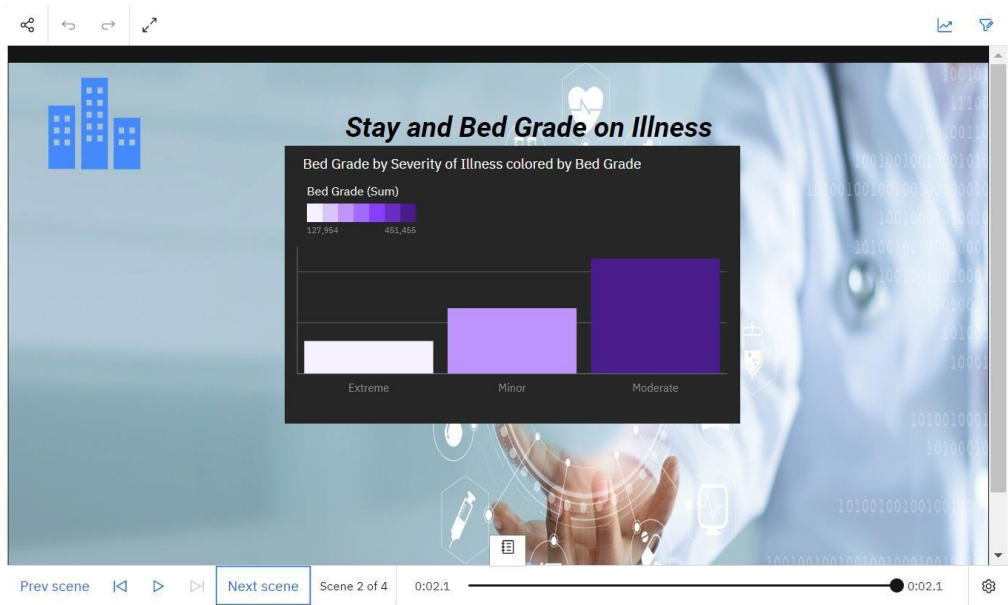 Stay and Bed Grade on Illness
Bed Grade by Severity of Illness colored by Bed Grade
Bed Grade (Sum)
127,954 451,455
Extreme Minor Moderate
Prev scene Next scene Scene 2 of 4 0:02.1 0:02.1